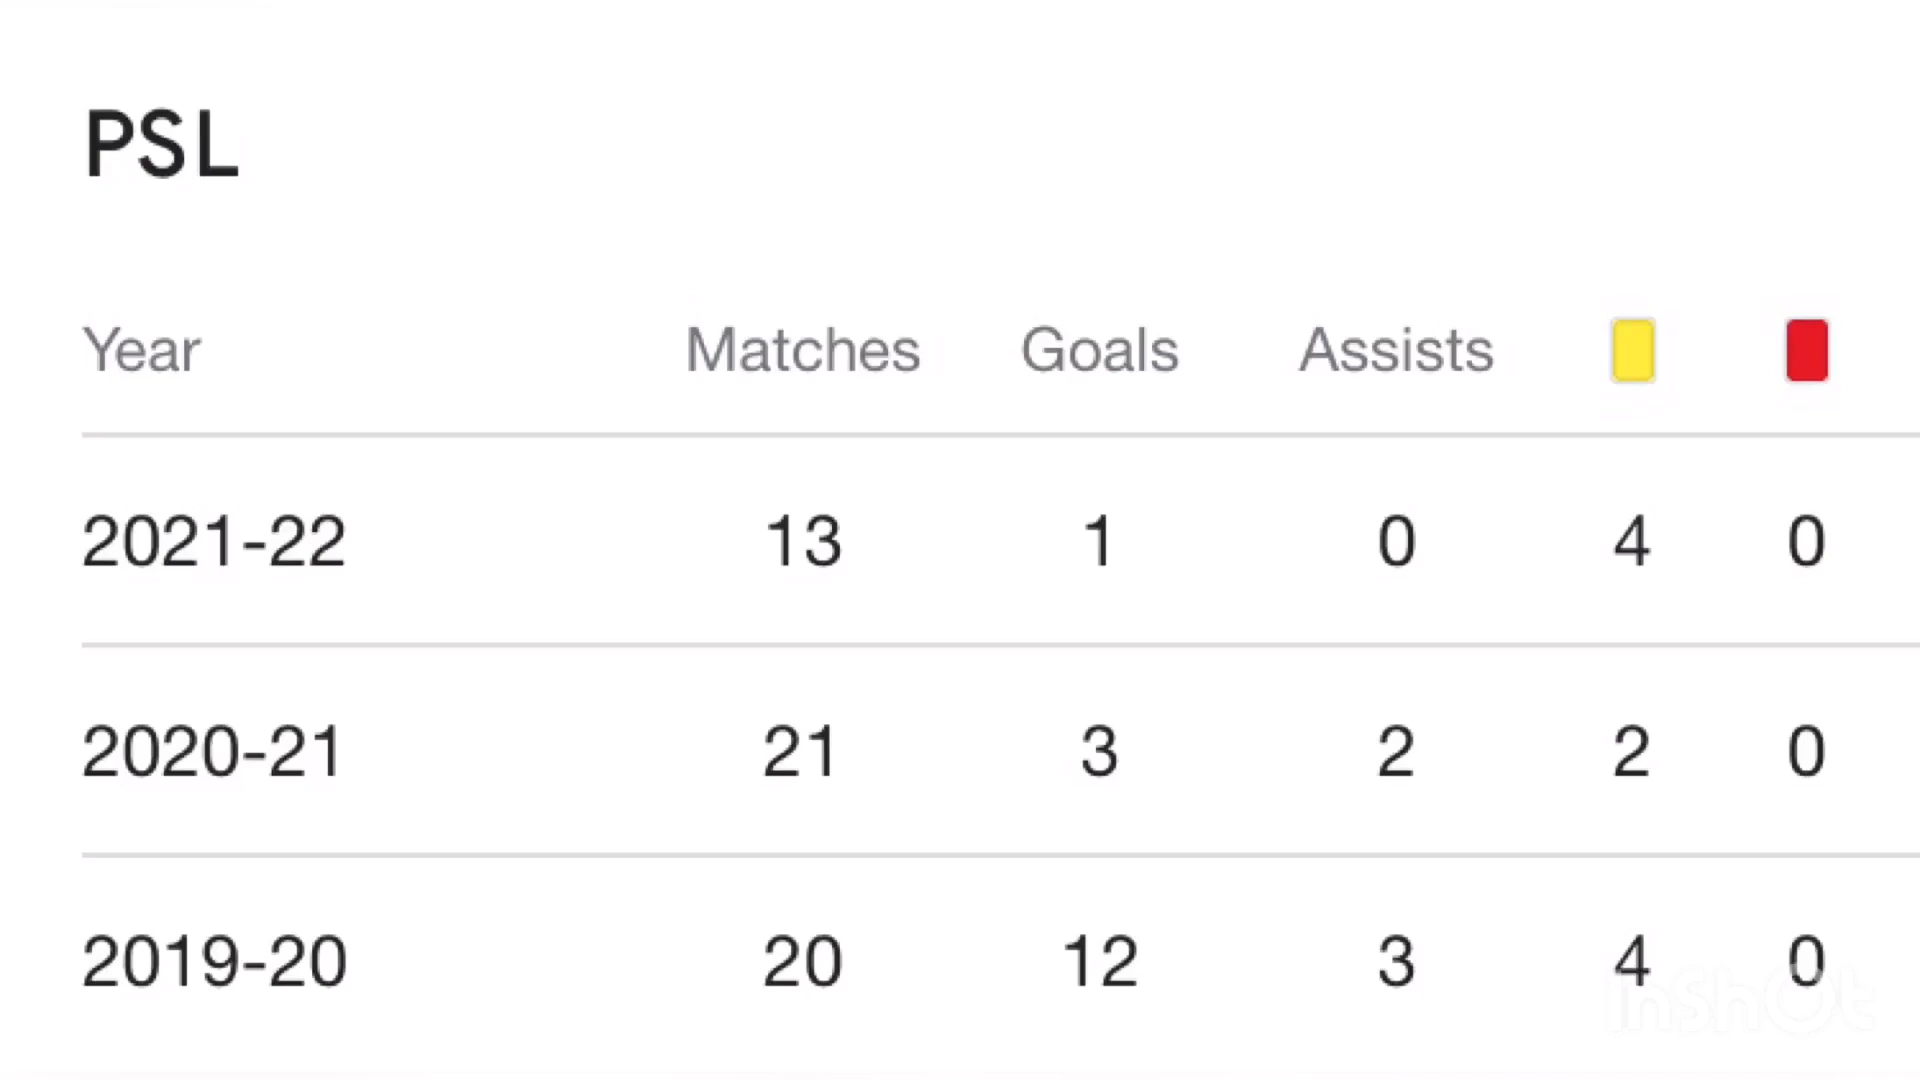 PSL
Year Matches Goals Assists
2021-22 13 1 0 4 0
2020-21 21 3 2 2 0
2019-20 20 12 3 4 0
InShOt